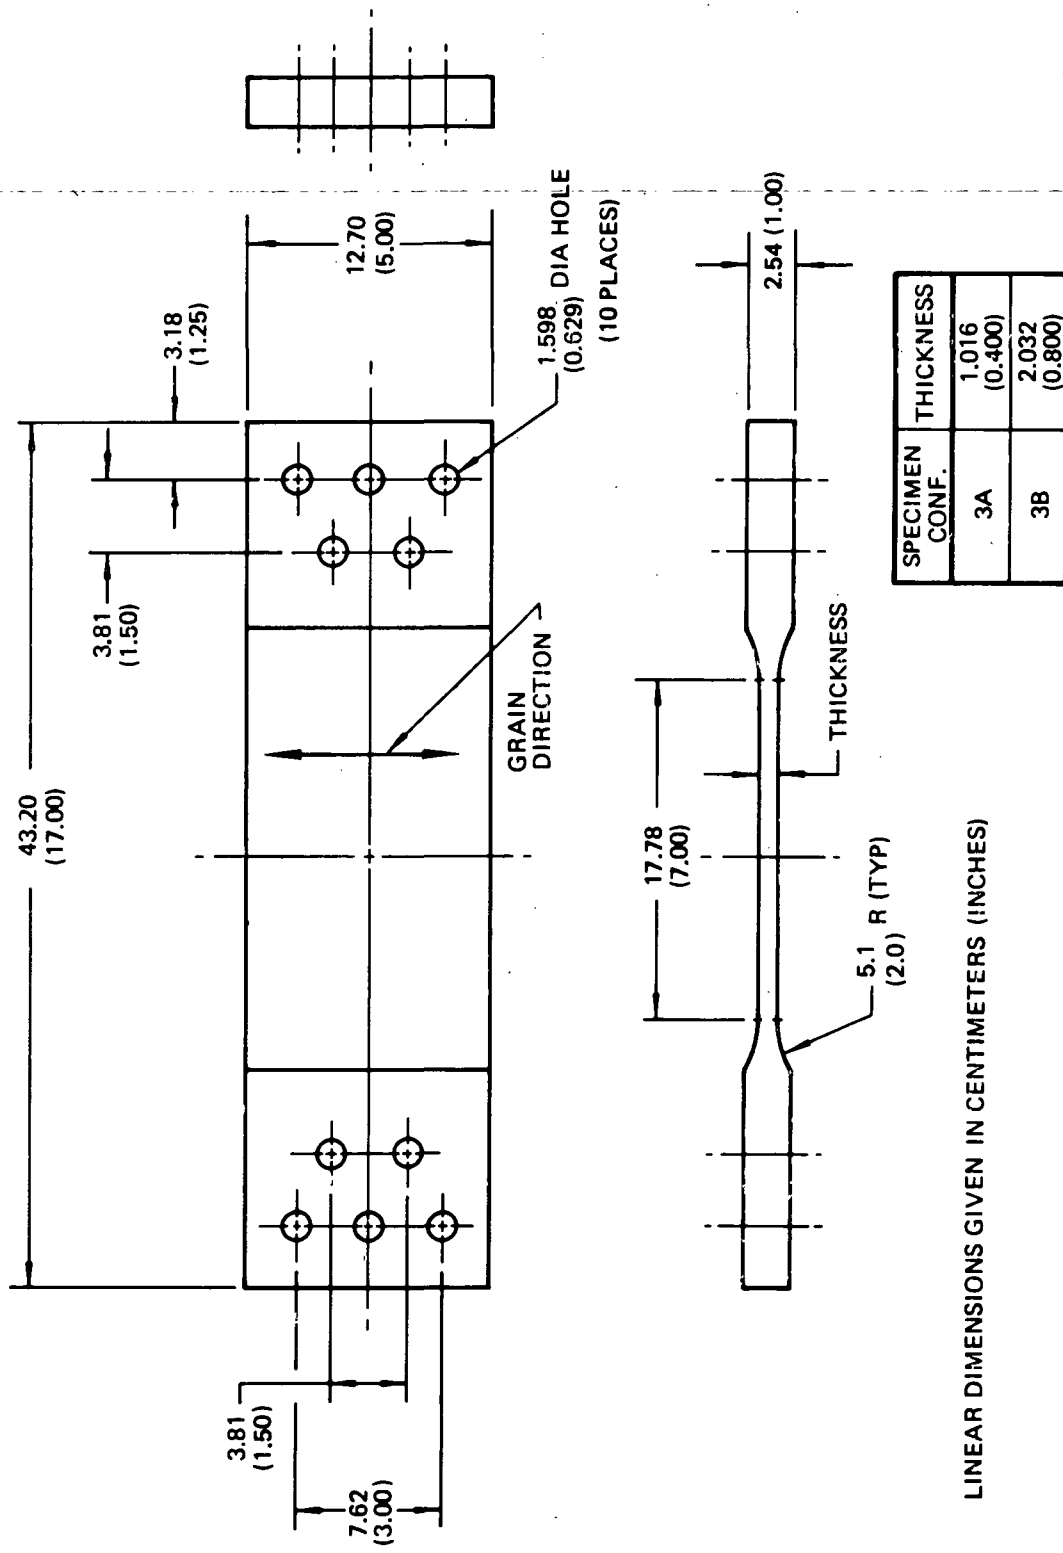 43.20
(17.00)
3.81
(1.50)
3.18
(1.25)
12.70
(5.00)
1.598 DIA HOLE
(0.629)
(10 PLACES)
GRAIN
DIRECTION
3.81
(1.50)
7.62
(3.00)
17.78
(7.00)
2.54 (1.00)
THICKNESS
5.1 R (TYP)
(2.0)
SPECIMEN CONF. THICKNESS
3A 1.016
(0.400)
3B 2.032
(0.800)
LINEAR DIMENSIONS GIVEN IN CENTIMETERS (INCHES)